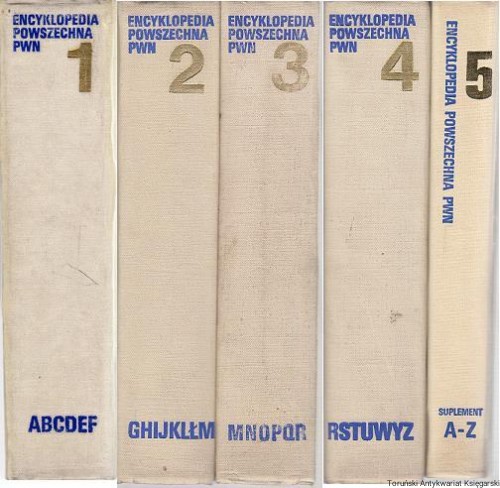 ENCYKLOPEDIA
POWSZECHNA
PWN
1
ABCDEF
ENCYKLOPEDIA
POWSZECHNA
PWN
2
GHIJKLŁM
ENCYKLOPEDIA
POWSZECHNA
PWN
3
MNOPQR
ENCYKLOPEDIA
POWSZECHNA
PWN
4
RSTUWYZ
5
ENCYKLOPEDIA POWSZECHNA PWN
SUPLEMENT
A-Z
Toruński Antykwariat Księgarski